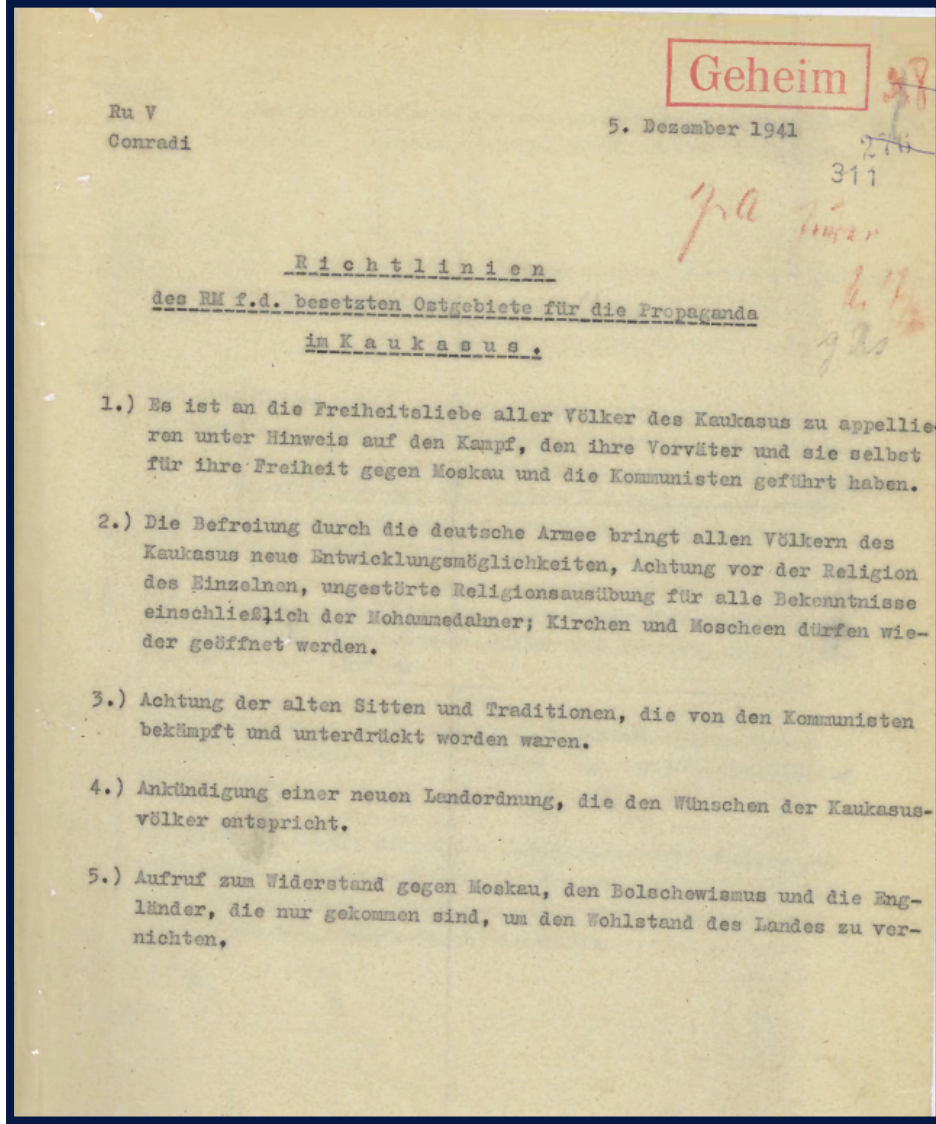 Geheim
Ru V
5. Dezember 1941
Conradi
311
Richtlinien
des RM f.d. besetzten Ostgebiete für die Propaganda
im Kaukasus.
1.) Es ist an die Freiheitsliebe aller Völker des Kaukasus zu appellie-
ren unter Hinweis auf den Kampf, den ihre Vorväter und sie selbst
für ihre Freiheit gegen Moskau und die Kommunisten geführt haben.
2.) Die Befreiung durch die deutsche Armee bringt allen Völkern des
Kaukasus neue Entwicklungsmöglichkeiten, Achtung vor der Religion
des Einzelnen, ungestörte Religionsausübung für alle Bekenntnisse
einschließlich der Mohammedahner; Kirchen und Moscheen dürfen wie-
der geöffnet werden.
3.) Achtung der alten Sitten und Traditionen, die von den Kommunisten
bekämpft und unterdrückt worden waren.
4.) Ankündigung einer neuen Landordnung, die den Wünschen der Kaukasus-
völker entspricht.
5.) Aufruf zum Widerstand gegen Moskau, den Bolschewismus und die Eng-
länder, die nur gekommen sind, um den Wohlstand des Landes zu ver-
nichten.